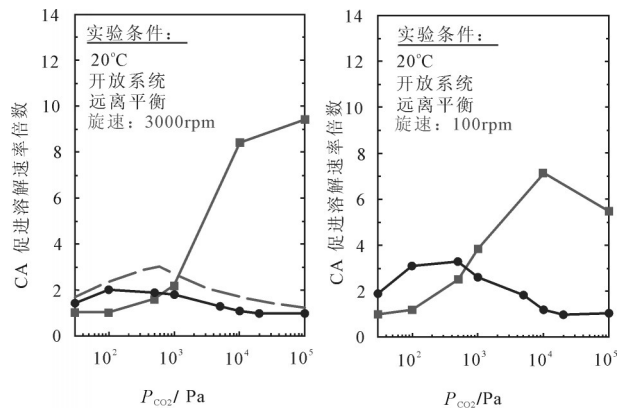 14
12
10
8
6
4
2
0
CA 促进溶解速率倍数
实验条件：
20°C
开放系统
远离平衡
旋速：3000rpm
10² 10³ 10⁴ 10⁵
P_CO2/ Pa
14
12
10
8
6
4
2
0
CA 促进溶解速率倍数
实验条件：
20°C
开放系统
远离平衡
旋速：100rpm
10² 10³ 10⁴ 10⁵
P_CO2/Pa